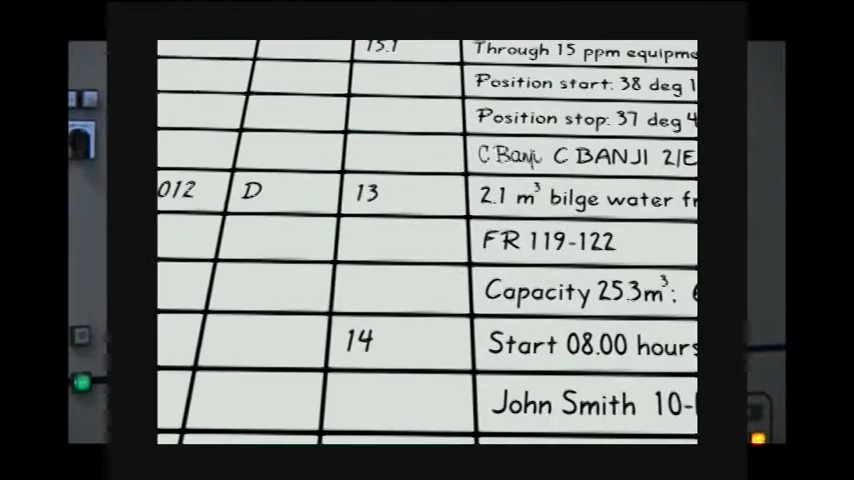 15.1 Through 15 ppm
Position start: 38 deg
Position stop: 37 deg
C Banji C BANJI 2/E
012 D 13 2.1 m³ bilge water
FR 119-122
Capacity 25.3m³;
14 Start 08.00 hours
John Smith 10-